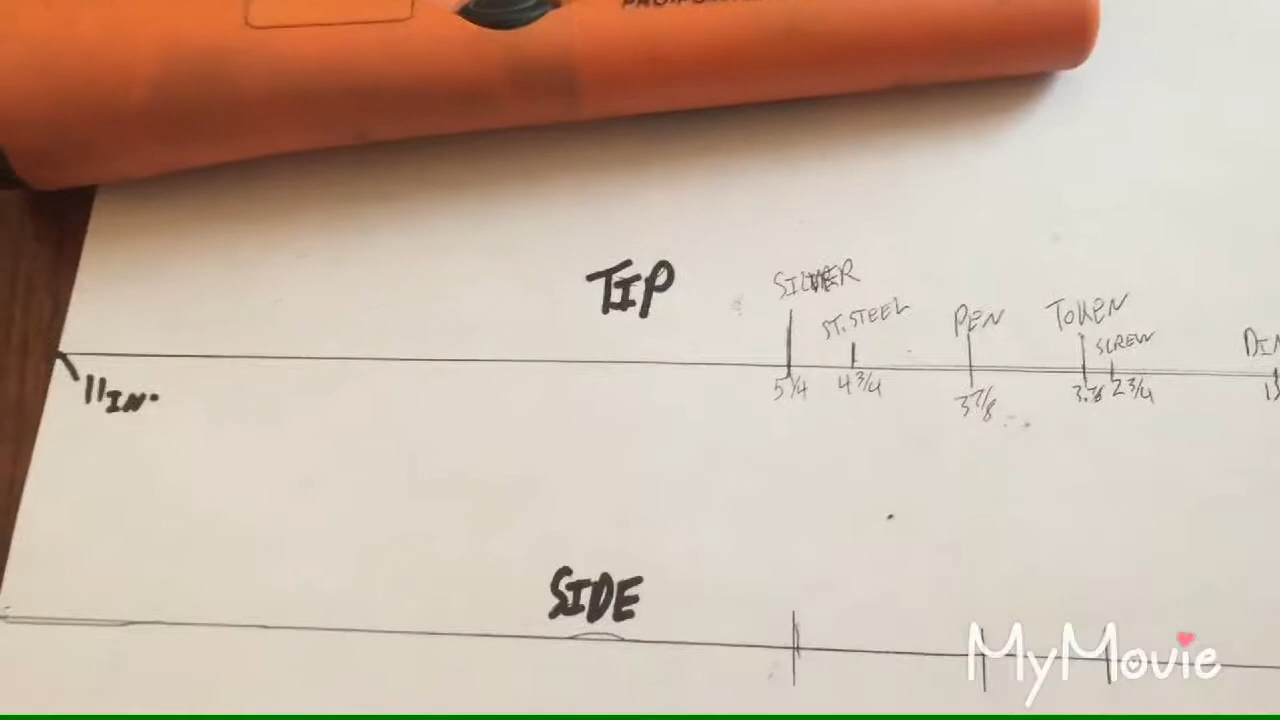 TIP
SILVER
ST. STEEL
PEN
TOKEN
SCREW
11 IN.
5 1/4
4 3/4
3 7/8
2 3/4
SIDE
MyMovie